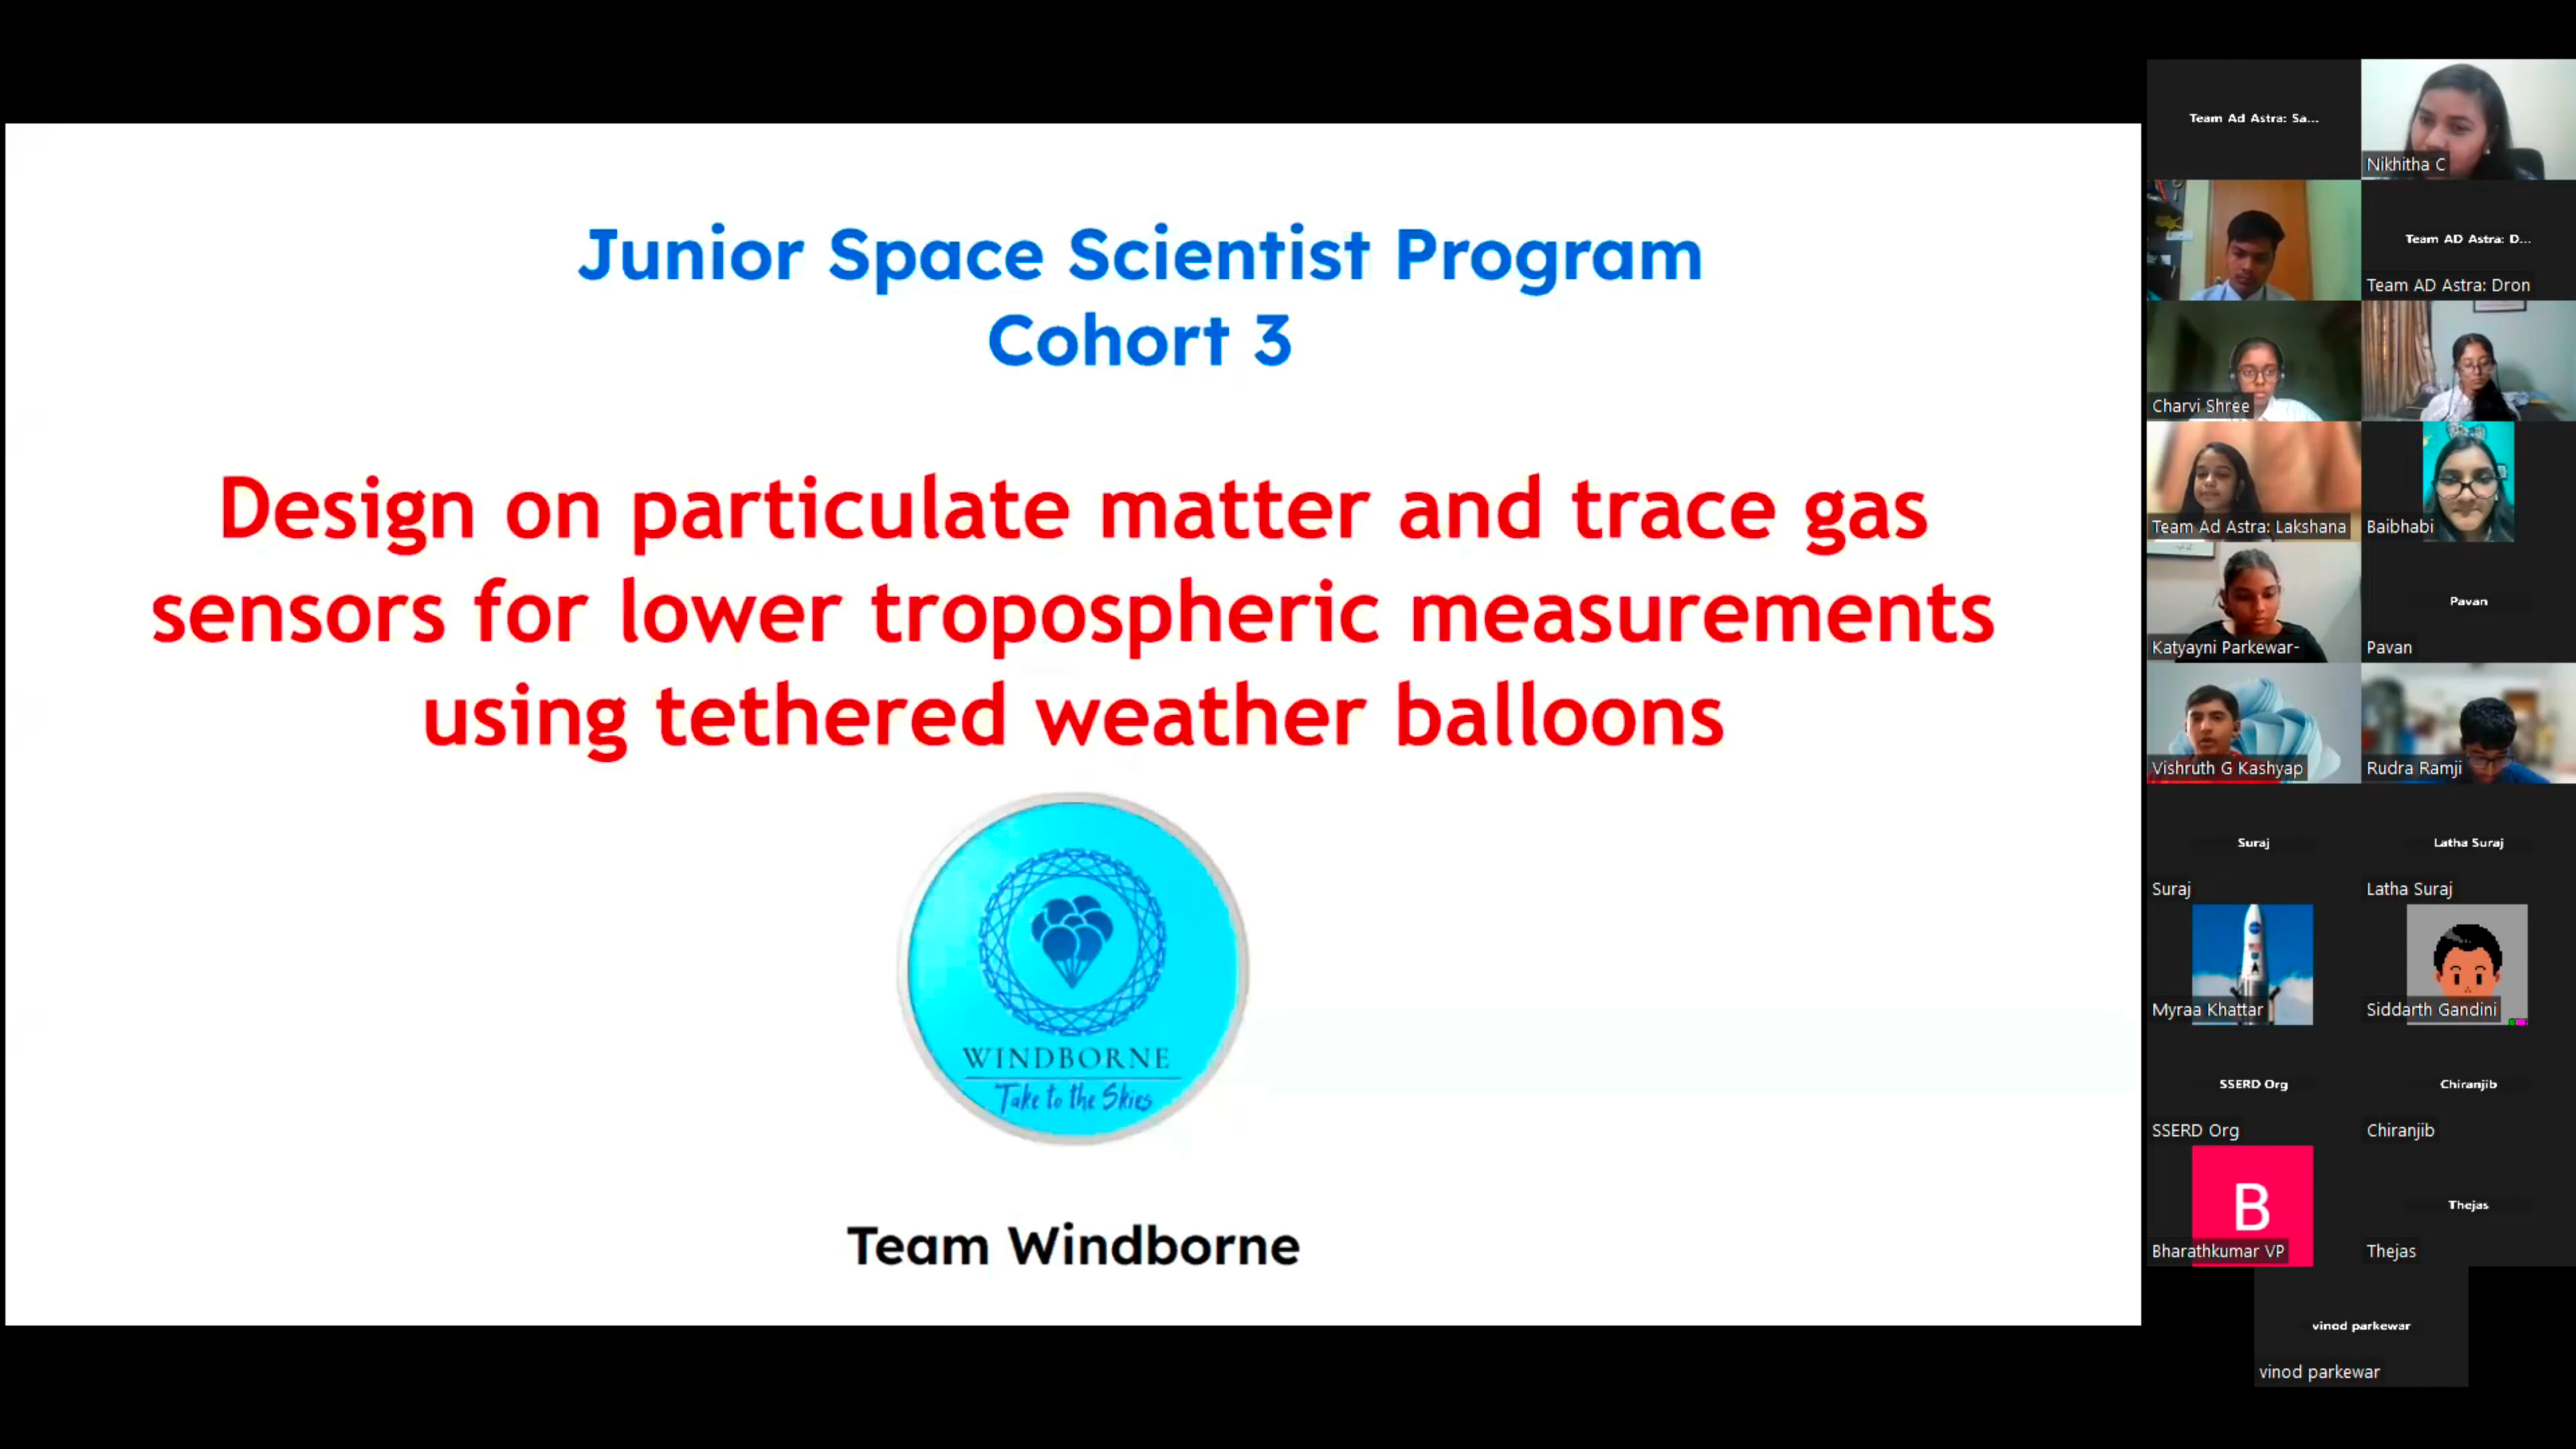 Junior Space Scientist Program
Cohort 3
Design on particulate matter and trace gas
sensors for lower tropospheric measurements
using tethered weather balloons
WINDBORNE
Take to the Skies
Team Windborne
Team Ad Astra: Sa...
Nikhitha C
Team AD Astra: D...
Team AD Astra: Dron
Charvi Shree
Team Ad Astra: Lakshana
Baibhabi
Katyayni Parkewar-
Pavan
Pavan
Vishruth G Kashyap
Rudra Ramji
Suraj
Suraj
Latha Suraj
Latha Suraj
Myraa Khattar
Siddarth Gandini
SSERD Org
SSERD Org
Chiranjib
Chiranjib
B
Bharathkumar VP
Thejas
Thejas
vinod parkewar
vinod parkewar